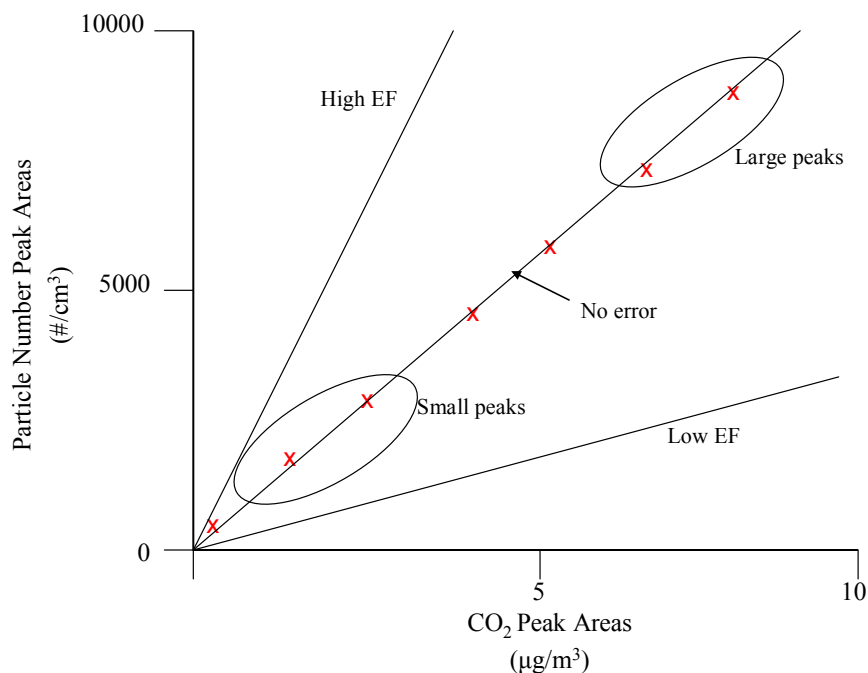 10000
High EF
Large peaks
Particle Number Peak Areas
(#/cm³)
5000
No error
Small peaks
Low EF
0
5
10
CO₂ Peak Areas
(μg/m³)
x
x
x
x
x
x
x